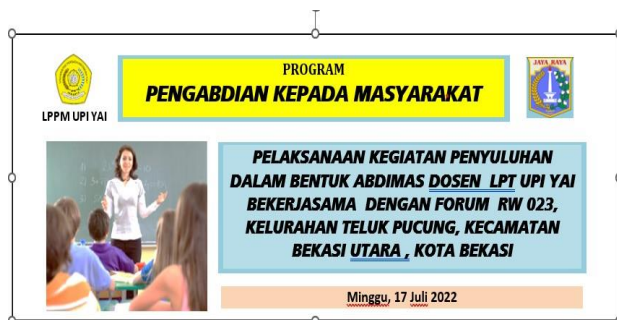 PROGRAM
PENGABDIAN KEPADA MASYARAKAT
LPPM UPI YAI
JAYA RAYA
PELAKSANAAN KEGIATAN PENYULUHAN
DALAM BENTUK ABDIMAS DOSEN LPT UPI YAI
BEKERJASAMA DENGAN FORUM RW 023,
KELURAHAN TELUK PUCUNG, KECAMATAN
BEKASI UTARA , KOTA BEKASI
Minggu, 17 Juli 2022